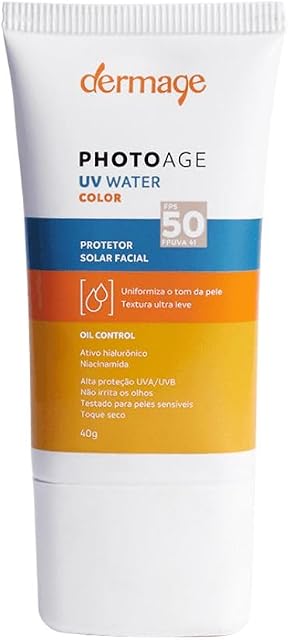 dermage
PHOTOAGE
UV WATER
COLOR
FPS
50
FPUVA 41
PROTETOR
SOLAR FACIAL
Uniformiza o tom da pele
Textura ultra leve
OIL CONTROL
Ativo hialurônico
Niacinamida
Alta proteção UVA/UVB
Não irrita os olhos
Testado para peles sensíveis
Toque seco
40g